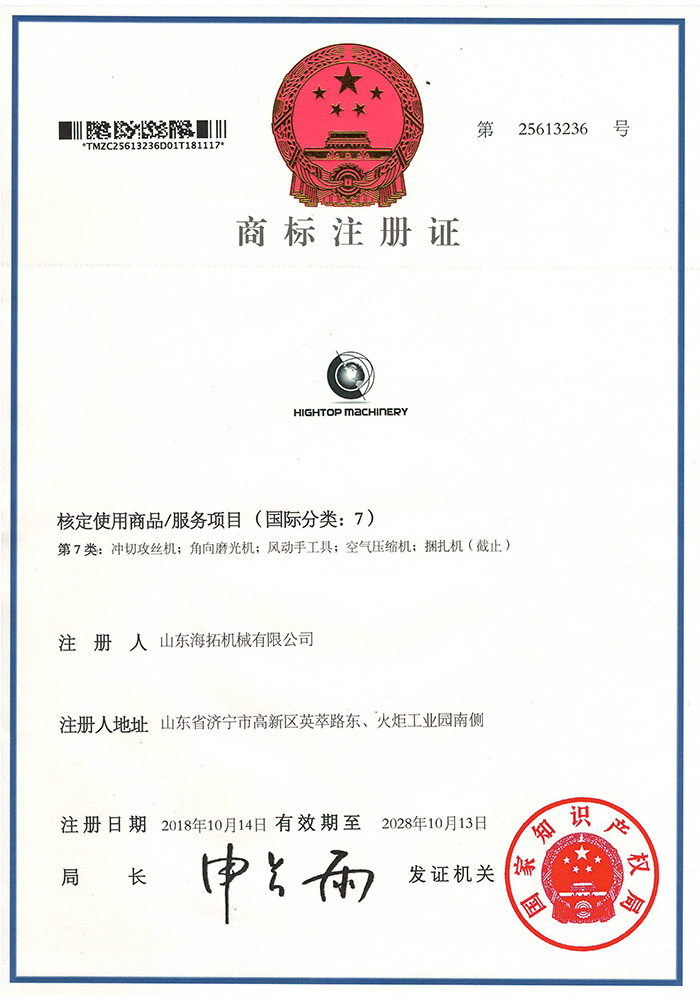 *TMZC25613236D01T181117*
第 25613236 号
商标注册证
HIGHTOP MACHINERY
核定使用商品/服务项目（国际分类：7）
第7类：冲切攻丝机；角向磨光机；风动手工具；空气压缩机；捆扎机（截止）
注册人 山东海拓机械有限公司
注册人地址 山东省济宁市高新区英萃路东、火炬工业园南侧
注册日期 2018年10月14日 有效期至 2028年10月13日
局长 申长雨 发证机关
国家知识产权局